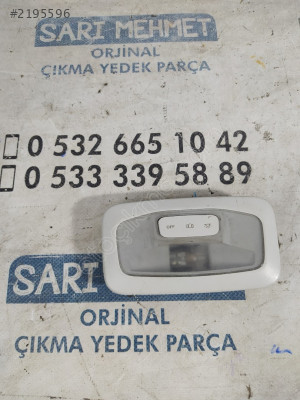 #2195596
SARI MEHMET
ORJİNAL
ÇIKMA YEDEK PARÇA
0 532 665 10 42
0 533 339 58 89
OFF
SARI
ORJİNAL
ÇIKMA YEDEK PARÇA